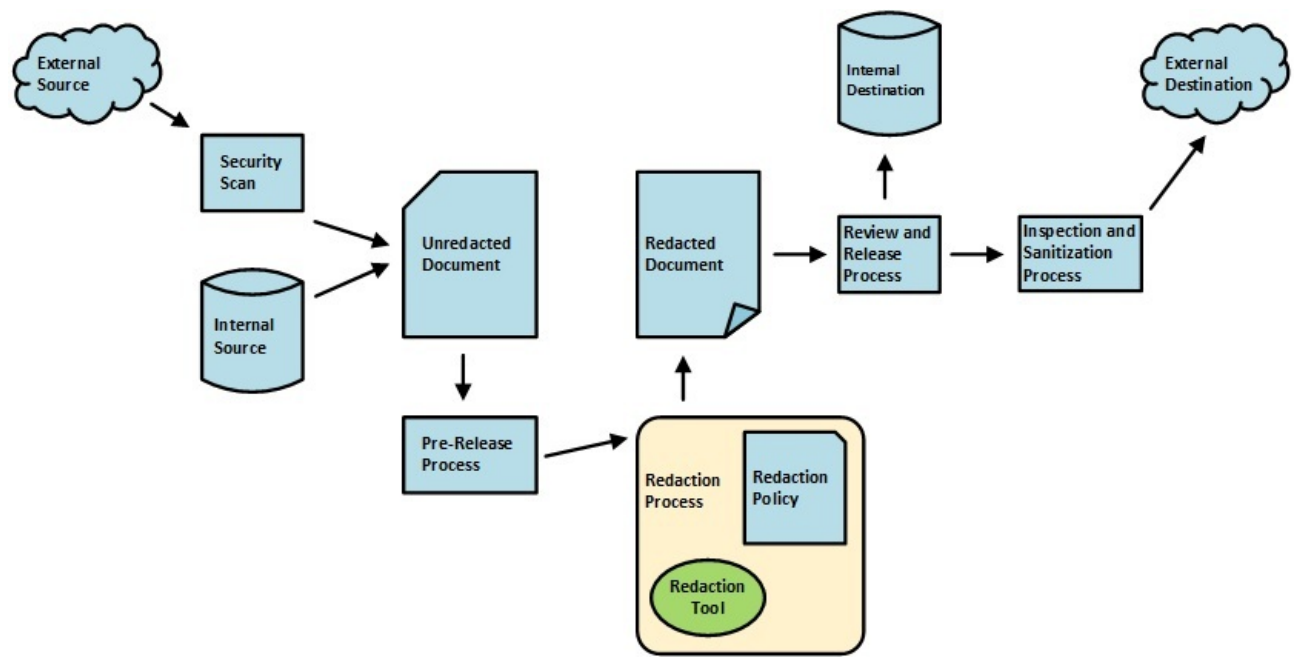 External
Source
Security
Scan
Internal
Source
Unredacted
Document
Pre-Release
Process
Redaction
Process
Redaction
Policy
Redaction
Tool
Redacted
Document
Review and
Release
Process
Internal
Destination
Inspection and
Sanitization
Process
External
Destination